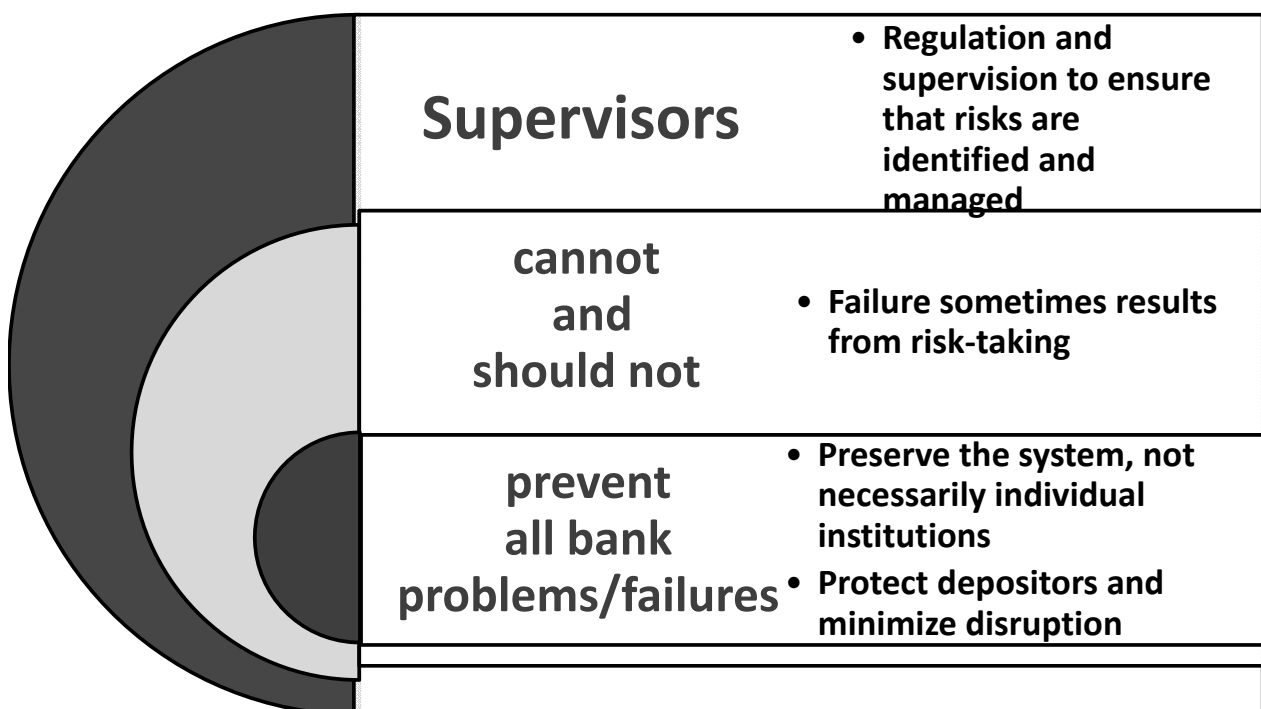 Supervisors
• Regulation and
supervision to ensure
that risks are
identified and
managed
cannot
and
should not
• Failure sometimes results
from risk-taking
prevent
all bank
problems/failures
• Preserve the system, not
necessarily individual
institutions
• Protect depositors and
minimize disruption